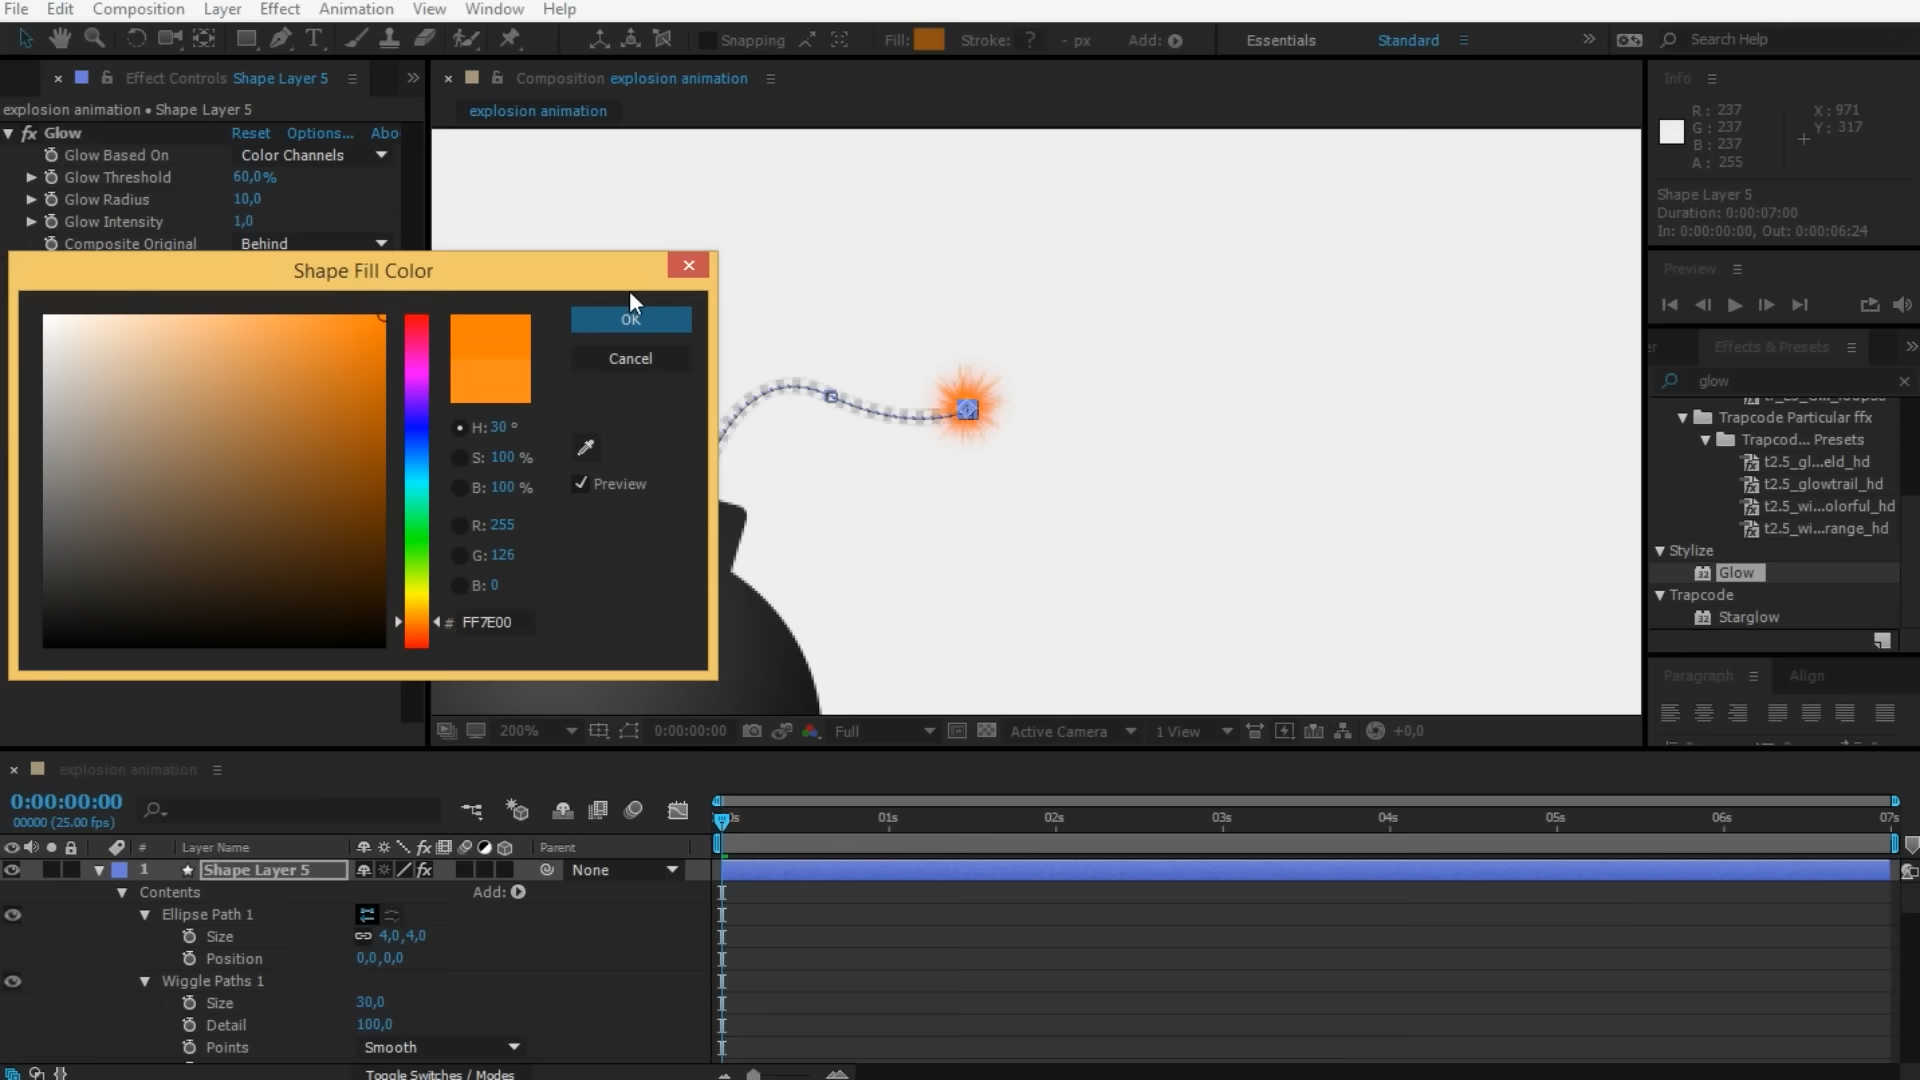 File Edit Composition Layer Effect Animation View Window Help
Snapping Fill: Stroke: ? - px Add: Essentials Standard Search Help
Effect Controls Shape Layer 5
explosion animation • Shape Layer 5
fx Glow Reset Options... Abo
Glow Based On Color Channels
Glow Threshold 60,0%
Glow Radius 10,0
Glow Intensity 1,0
Composite Original Behind
Shape Fill Color
OK
Cancel
H: 30 °
S: 100 %
B: 100 %
Preview
R: 255
G: 126
B: 0
# FF7E00
Composition explosion animation
explosion animation
200% 0:00:00:00 Full Active Camera 1 View +0,0
Info
R: 237 X: 971
G: 237 Y: 317
B: 237
A: 255
Shape Layer 5
Duration: 0:00:07:00
In: 0:00:00:00, Out: 0:00:06:24
Preview
er Effects & Presets
glow
Trapcode Particular ffx
Trapcod... Presets
t2.5_gl...eld_hd
t2.5_glowtrail_hd
t2.5_wi...olorful_hd
t2.5_wi...range_hd
Stylize
Glow
Trapcode
Starglow
Paragraph Align
explosion animation
0:00:00:00
00000 (25.00 fps)
0s 01s 02s 03s 04s 05s 06s 07s
# Layer Name fx Parent
1 Shape Layer 5 fx None
Contents Add:
Ellipse Path 1
Size 4,0,4,0
Position 0,0,0,0
Wiggle Paths 1
Size 30,0
Detail 100,0
Points Smooth
Toggle Switches / Modes